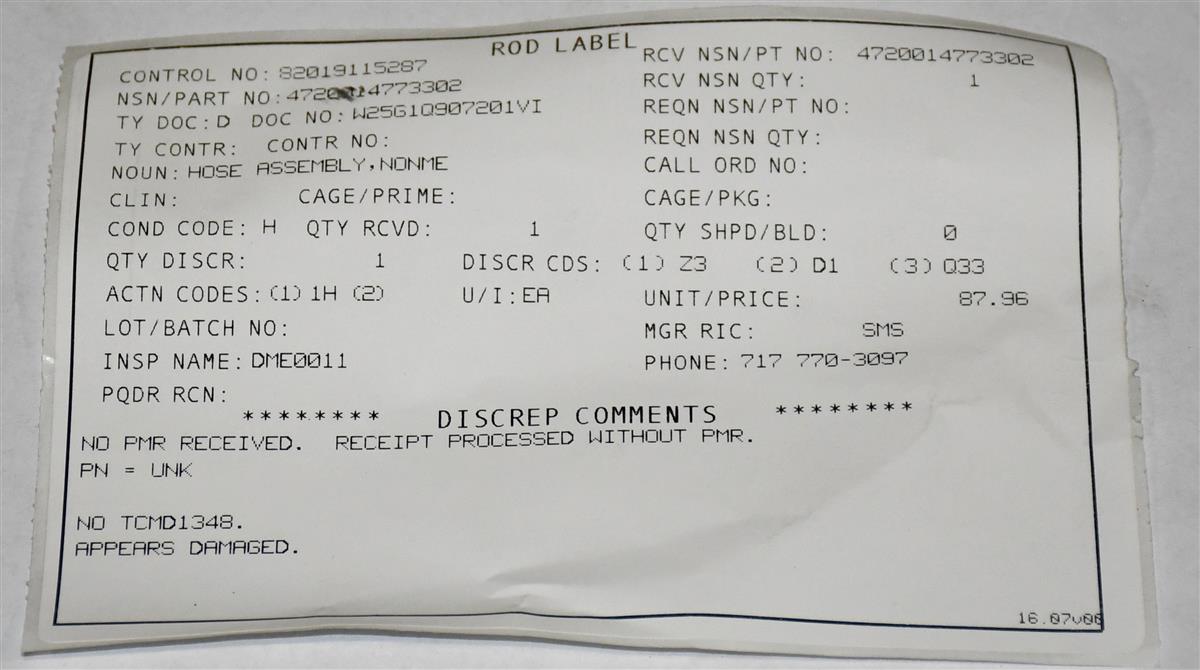 ROD LABEL
CONTROL NO: 82019115287 RCV NSN/PT NO: 4720014773302
NSN/PART NO: 4720014773302 RCV NSN QTY: 1
TY DOC: D DOC NO: W25G1Q907201VI REQN NSN/PT NO:
TY CONTR: CONTR NO: REQN NSN QTY:
NOUN: HOSE ASSEMBLY,NONME CALL ORD NO:
CLIN: CAGE/PRIME: CAGE/PKG:
COND CODE: H QTY RCVD: 1 QTY SHPD/BLD: 0
QTY DISCR: 1 DISCR CDS: (1) Z3 (2) D1 (3) Q33
ACTN CODES: (1) 1H (2) U/I: EA UNIT/PRICE: 87.96
LOT/BATCH NO: MGR RIC: SMS
INSP NAME: DME0011 PHONE: 717 770-3097
PQDR RCN:
******** DISCREP COMMENTS ********
NO PMR RECEIVED. RECEIPT PROCESSED WITHOUT PMR.
PN = UNK
NO TCMD1348.
APPEARS DAMAGED.